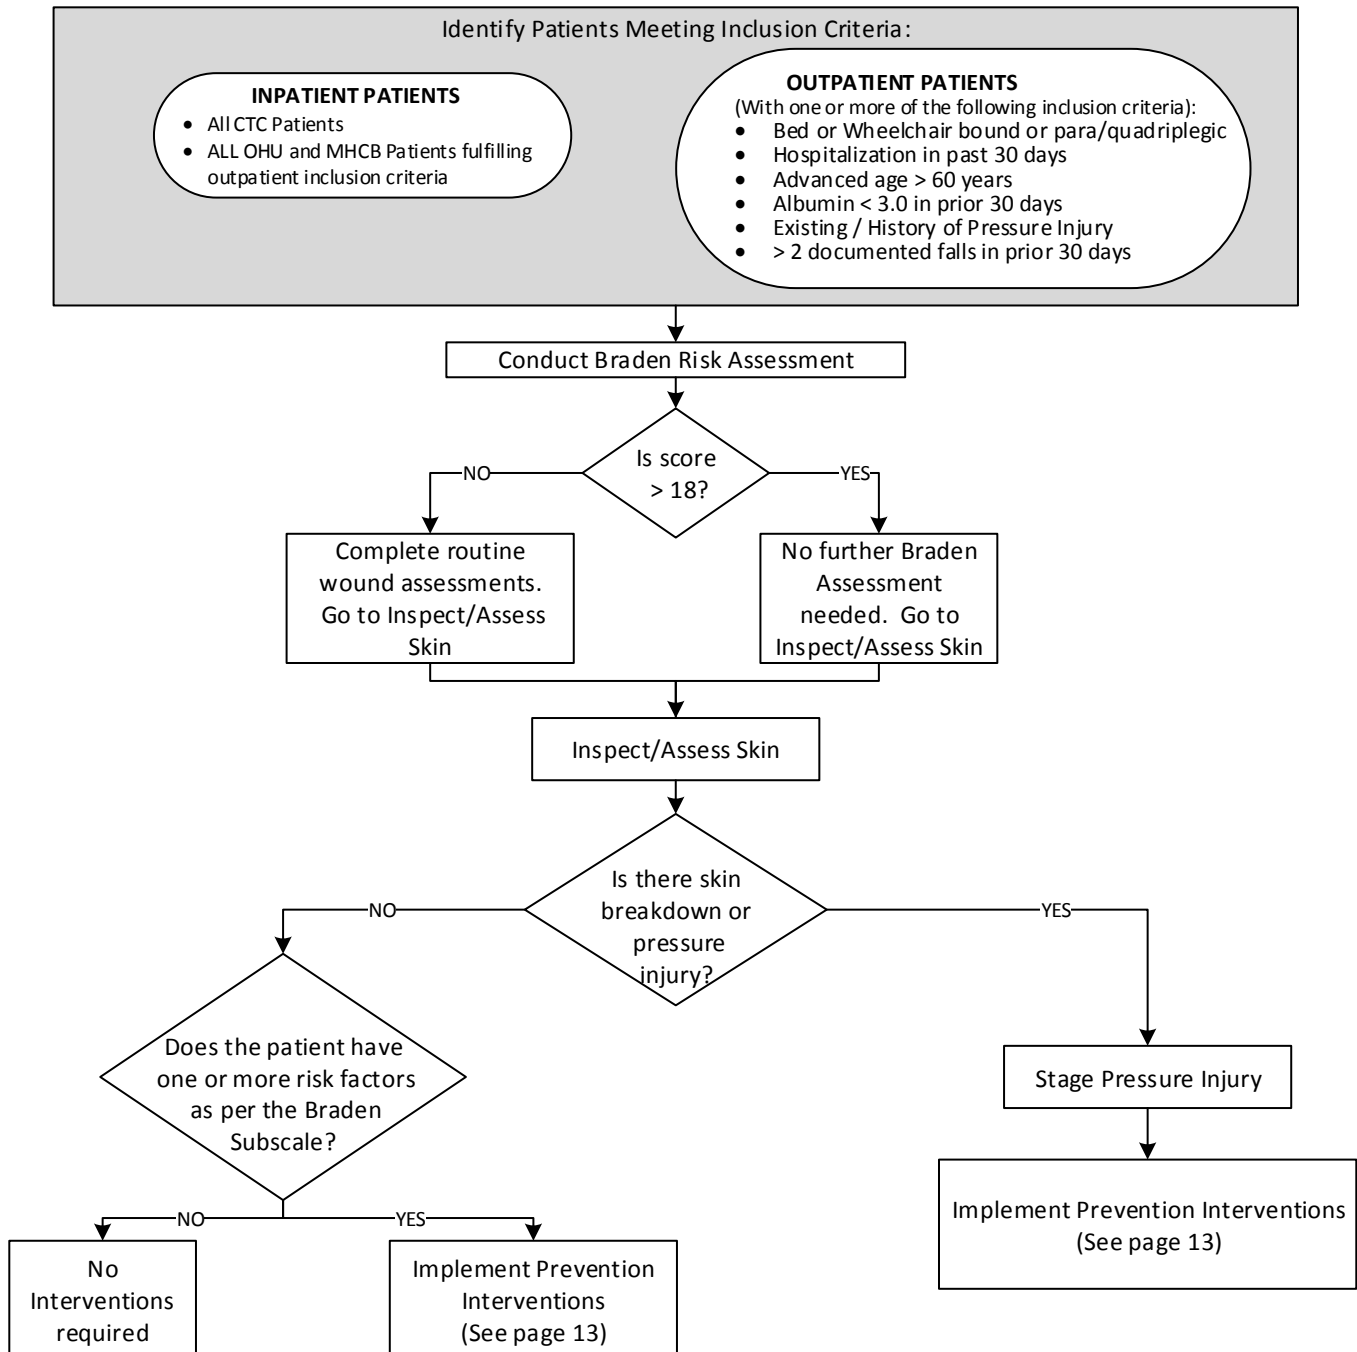 Identify Patients Meeting Inclusion Criteria:
INPATIENT PATIENTS
• All CTC Patients
• ALL OHU and MHCB Patients fulfilling
outpatient inclusion criteria
OUTPATIENT PATIENTS
(With one or more of the following inclusion criteria):
• Bed or Wheelchair bound or para/quadriplegic
• Hospitalization in past 30 days
• Advanced age > 60 years
• Albumin < 3.0 in prior 30 days
• Existing / History of Pressure Injury
• > 2 documented falls in prior 30 days
Conduct Braden Risk Assessment
Is score
> 18?
NO
YES
Complete routine
wound assessments.
Go to Inspect/Assess
Skin
No further Braden
Assessment
needed. Go to
Inspect/Assess Skin
Inspect/Assess Skin
Is there skin
breakdown or
pressure
injury?
NO
YES
Does the patient have
one or more risk factors
as per the Braden
Subscale?
Stage Pressure Injury
Implement Prevention Interventions
(See page 13)
NO
YES
No
Interventions
required
Implement Prevention
Interventions
(See page 13)